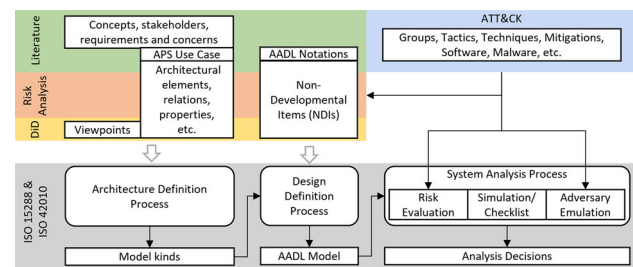 Literature
Concepts, stakeholders,
requirements and concerns
APS Use Case
Architectural
elements,
relations,
properties,
etc.
AADL Notations
Non-
Developmental
Items (NDIs)
ATT&CK
Groups, Tactics, Techniques, Mitigations,
Software, Malware, etc.
Risk
Analysis
DiD
Viewpoints
ISO 15288 &
ISO 42010
Architecture Definition
Process
Design
Definition
Process
System Analysis Process
Risk
Evaluation
Simulation/
Checklist
Adversary
Emulation
Model kinds
AADL Model
Analysis Decisions